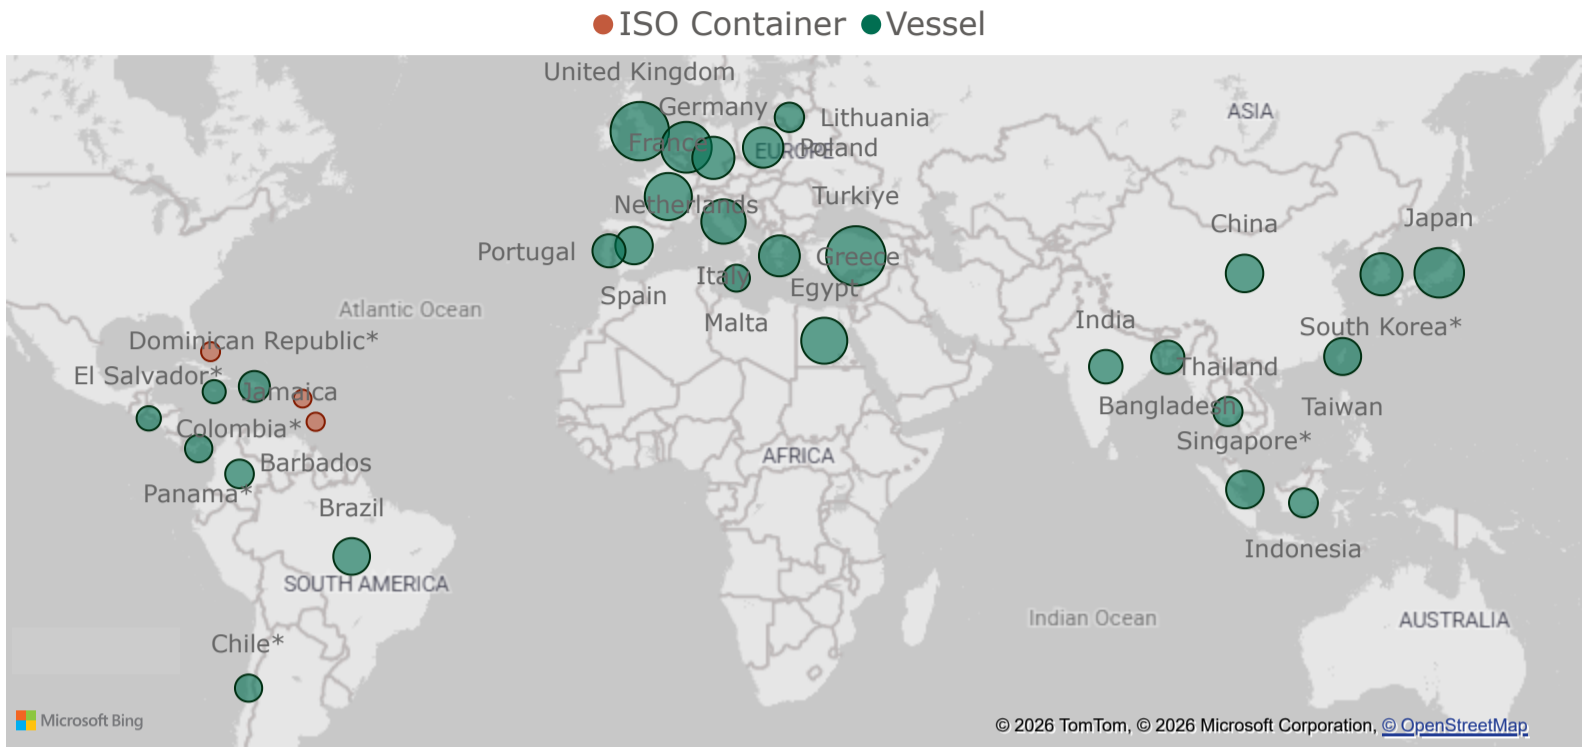 ISO Container Vessel
United Kingdom
Germany
France
Lithuania
EUROPE
Poland
ASIA
Netherlands
Turkiye
China
Japan
Portugal
Spain
Italy
Greece
Egypt
Malta
Atlantic Ocean
India
South Korea*
Dominican Republic*
El Salvador*
Jamaica
Thailand
Bangladesh
Taiwan
Colombia*
Singapore*
Barbados
AFRICA
Panama*
Brazil
Indonesia
SOUTH AMERICA
Indian Ocean
AUSTRALIA
Chile*
Microsoft Bing
© 2026 TomTom, © 2026 Microsoft Corporation, © OpenStreetMap